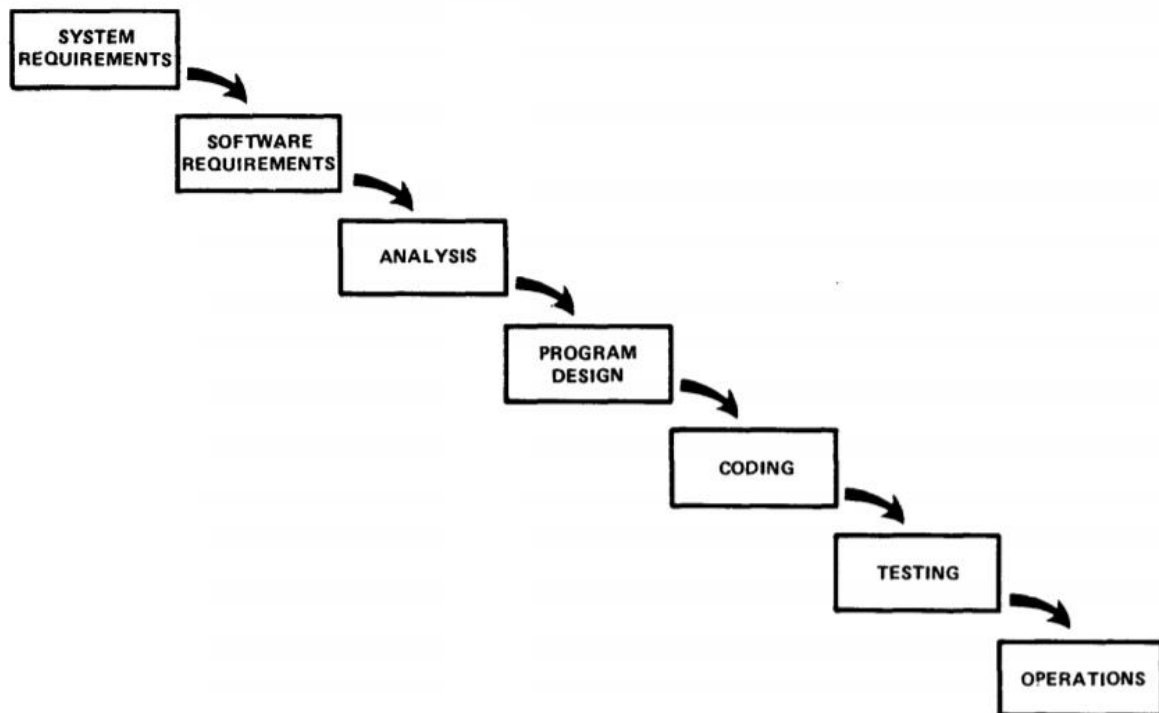 SYSTEM
REQUIREMENTS
SOFTWARE
REQUIREMENTS
ANALYSIS
PROGRAM
DESIGN
CODING
TESTING
OPERATIONS